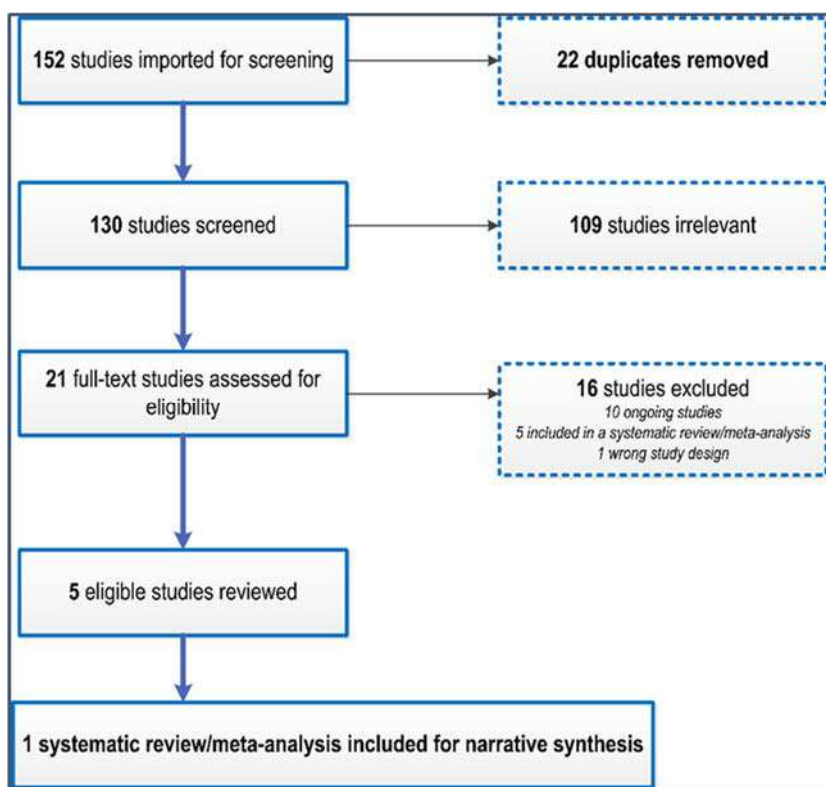 152 studies imported for screening
22 duplicates removed
130 studies screened
109 studies irrelevant
21 full-text studies assessed for
eligibility
16 studies excluded
10 ongoing studies
5 included in a systematic review/meta-analysis
1 wrong study design
5 eligible studies reviewed
1 systematic review/meta-analysis included for narrative synthesis